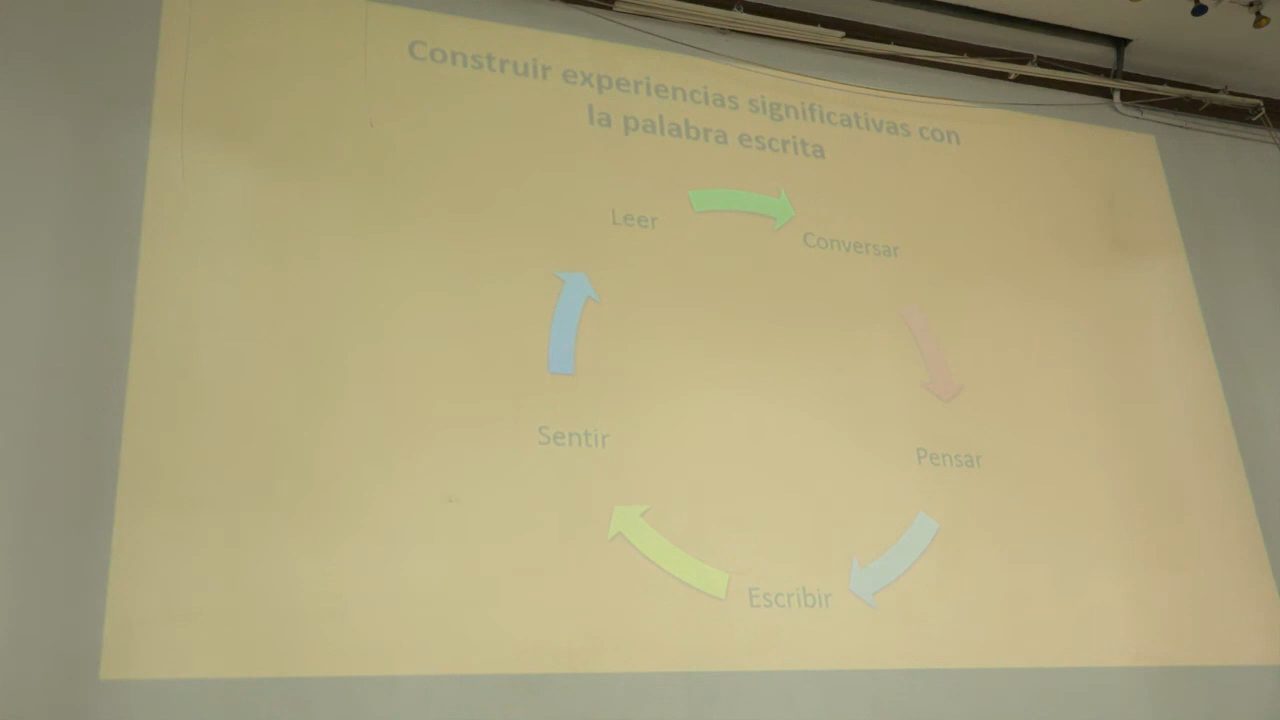 Construir experiencias significativas con
la palabra escrita
Leer
Conversar
Pensar
Escribir
Sentir